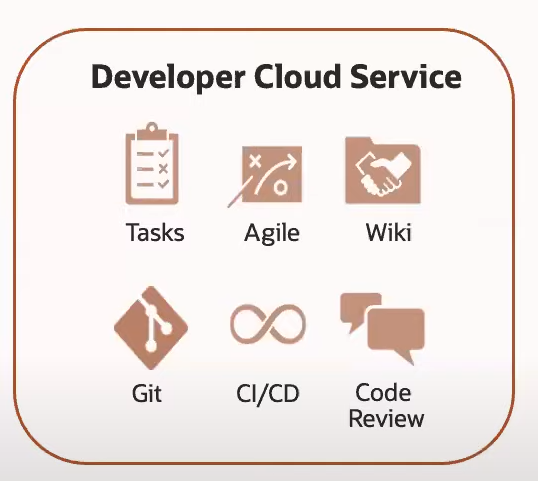 Developer Cloud Service
Tasks
Agile
Wiki
Git
CI/CD
Code
Review